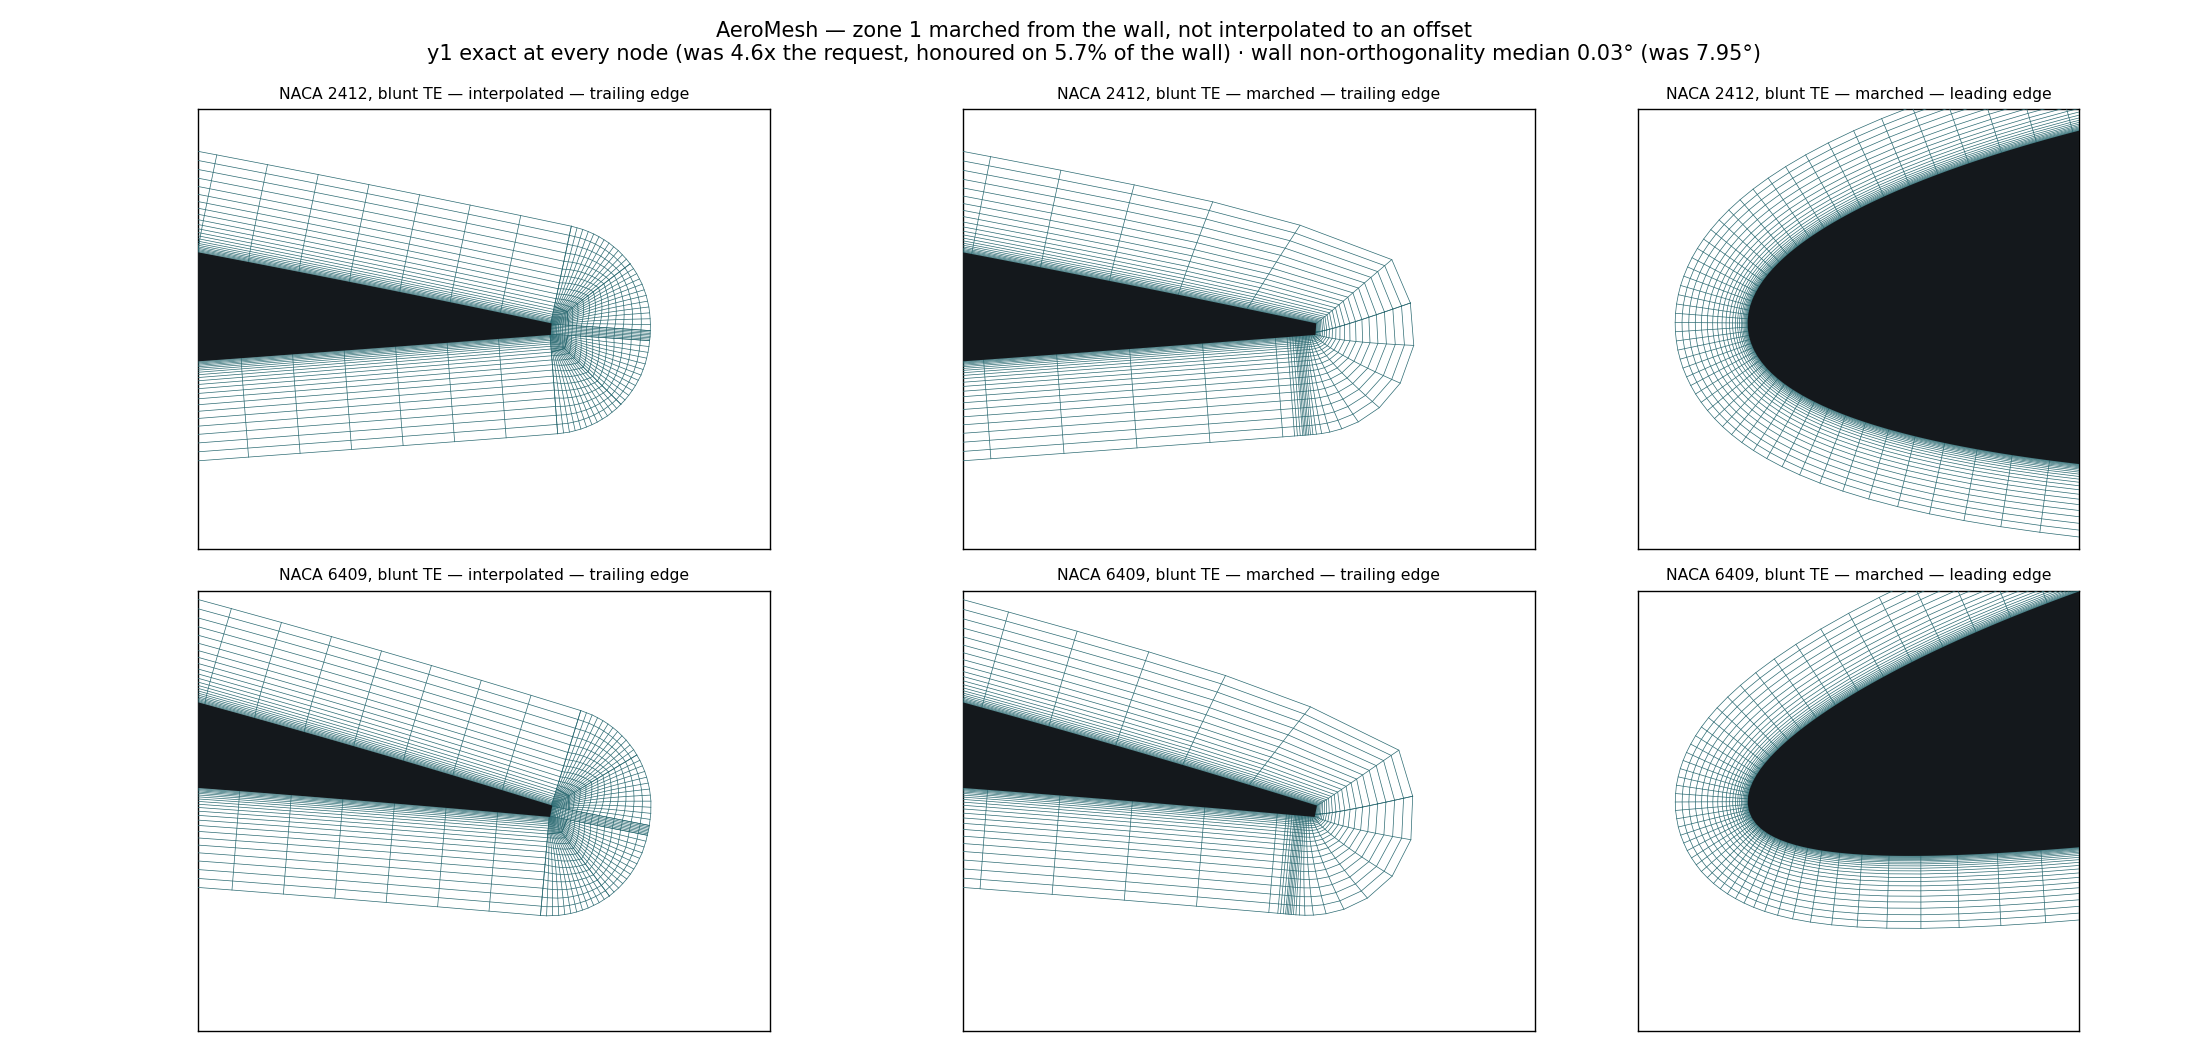 AeroMesh — zone 1 marched from the wall, not interpolated to an offset
y1 exact at every node (was 4.6x the request, honoured on 5.7% of the wall) · wall non-orthogonality median 0.03° (was 7.95°)
NACA 2412, blunt TE — interpolated — trailing edge
NACA 2412, blunt TE — marched — trailing edge
NACA 2412, blunt TE — marched — leading edge
NACA 6409, blunt TE — interpolated — trailing edge
NACA 6409, blunt TE — marched — trailing edge
NACA 6409, blunt TE — marched — leading edge